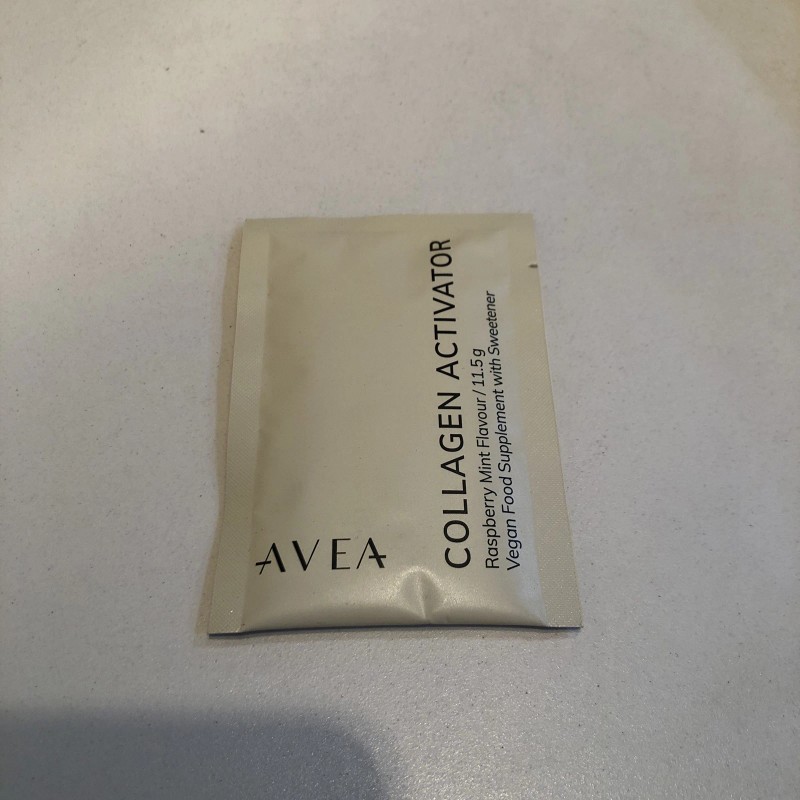 AVEA
COLLAGEN ACTIVATOR
Raspberry Mint Flavour / 11.5 g
Vegan Food Supplement with Sweetener